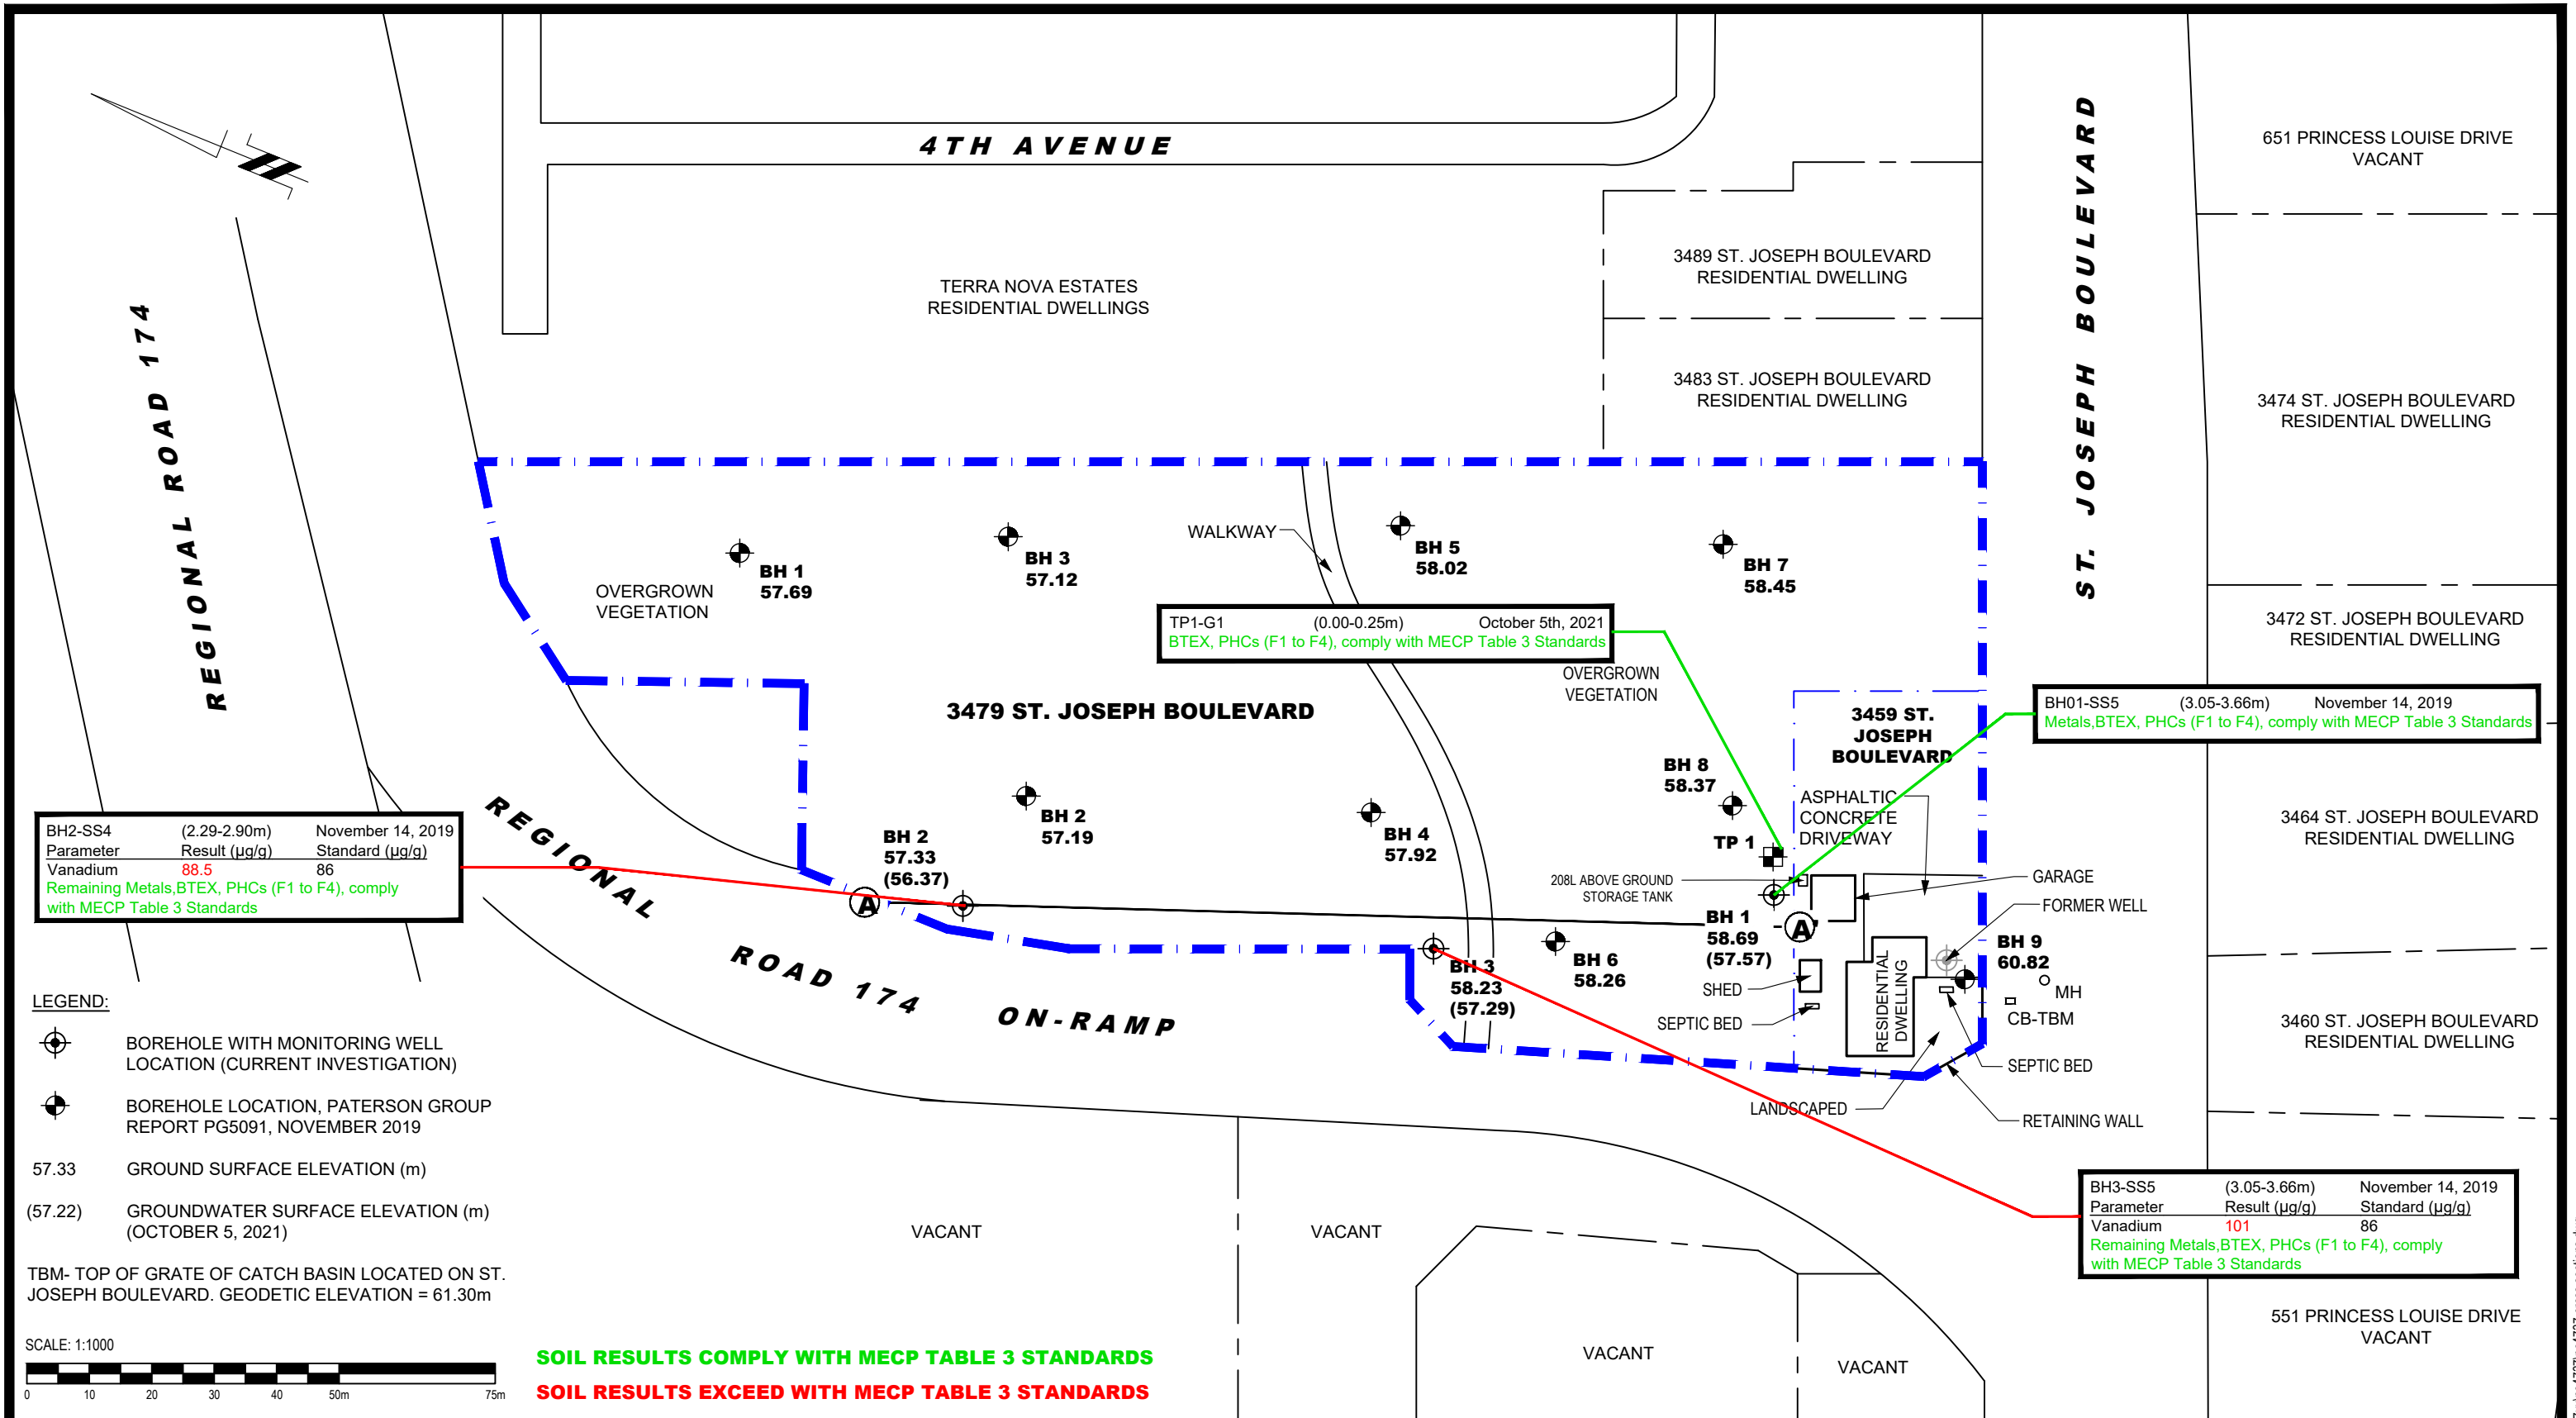 4TH AVENUE
REGIONAL ROAD 174
ST. JOSEPH BOULEVARD
651 PRINCESS LOUISE DRIVE
VACANT
TERRA NOVA ESTATES
RESIDENTIAL DWELLINGS
3489 ST. JOSEPH BOULEVARD
RESIDENTIAL DWELLING
3483 ST. JOSEPH BOULEVARD
RESIDENTIAL DWELLING
3474 ST. JOSEPH BOULEVARD
RESIDENTIAL DWELLING
3472 ST. JOSEPH BOULEVARD
RESIDENTIAL DWELLING
WALKWAY
BH 1
57.69
BH 3
57.12
BH 5
58.02
BH 7
58.45
OVERGROWN
VEGETATION
TP1-G1 (0.00-0.25m) October 5th, 2021
BTEX, PHCs (F1 to F4), comply with MECP Table 3 Standards
OVERGROWN
VEGETATION
3479 ST. JOSEPH BOULEVARD
3459 ST.
JOSEPH
BOULEVARD
BH01-SS5 (3.05-3.66m) November 14, 2019
Metals,BTEX, PHCs (F1 to F4), comply with MECP Table 3 Standards
BH 8
58.37
ASPHALTIC
CONCRETE
DRIVEWAY
TP 1
3464 ST. JOSEPH BOULEVARD
RESIDENTIAL DWELLING
BH2-SS4 (2.29-2.90m) November 14, 2019
Parameter Result (µg/g) Standard (µg/g)
Vanadium 88.5 86
Remaining Metals,BTEX, PHCs (F1 to F4), comply
with MECP Table 3 Standards
BH 2
57.33
(56.37)
BH 2
57.19
BH 4
57.92
A
208L ABOVE GROUND
STORAGE TANK
GARAGE
FORMER WELL
BH 1
58.69
(57.57)
A'
BH 3
58.23
(57.29)
BH 6
58.26
SHED
SEPTIC BED
RESIDENTIAL
DWELLING
BH 9
60.82
MH
CB-TBM
SEPTIC BED
LANDSCAPED
RETAINING WALL
3460 ST. JOSEPH BOULEVARD
RESIDENTIAL DWELLING
REGIONAL ROAD 174 ON-RAMP
LEGEND:
BOREHOLE WITH MONITORING WELL
LOCATION (CURRENT INVESTIGATION)
BOREHOLE LOCATION, PATERSON GROUP
REPORT PG5091, NOVEMBER 2019
57.33 GROUND SURFACE ELEVATION (m)
(57.22) GROUNDWATER SURFACE ELEVATION (m)
(OCTOBER 5, 2021)
TBM- TOP OF GRATE OF CATCH BASIN LOCATED ON ST.
JOSEPH BOULEVARD. GEODETIC ELEVATION = 61.30m
BH3-SS5 (3.05-3.66m) November 14, 2019
Parameter Result (µg/g) Standard (µg/g)
Vanadium 101 86
Remaining Metals,BTEX, PHCs (F1 to F4), comply
with MECP Table 3 Standards
VACANT
VACANT
VACANT
VACANT
551 PRINCESS LOUISE DRIVE
VACANT
SCALE: 1:1000
0 10 20 30 40 50m 75m
SOIL RESULTS COMPLY WITH MECP TABLE 3 STANDARDS
SOIL RESULTS EXCEED WITH MECP TABLE 3 STANDARDS